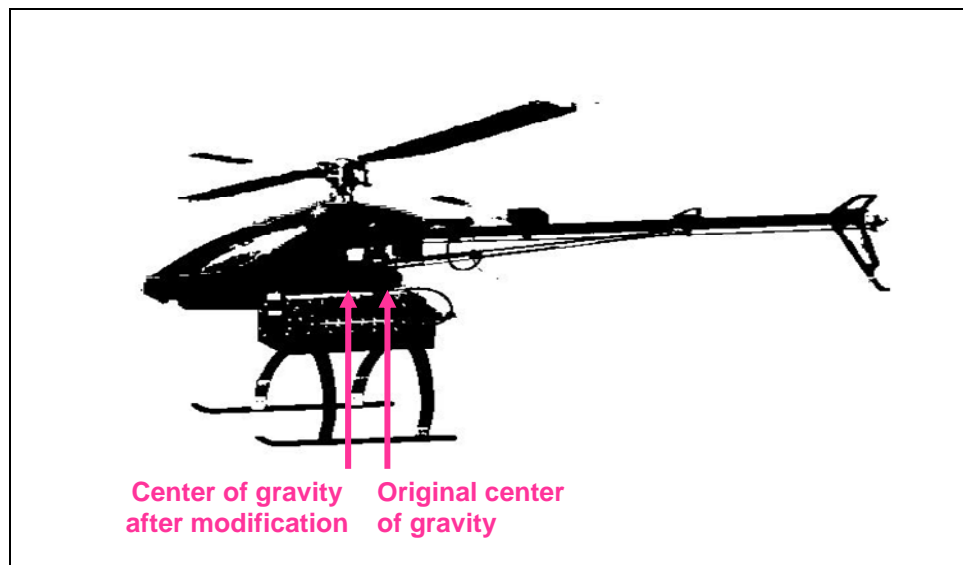 Center of gravity
after modification
Original center
of gravity